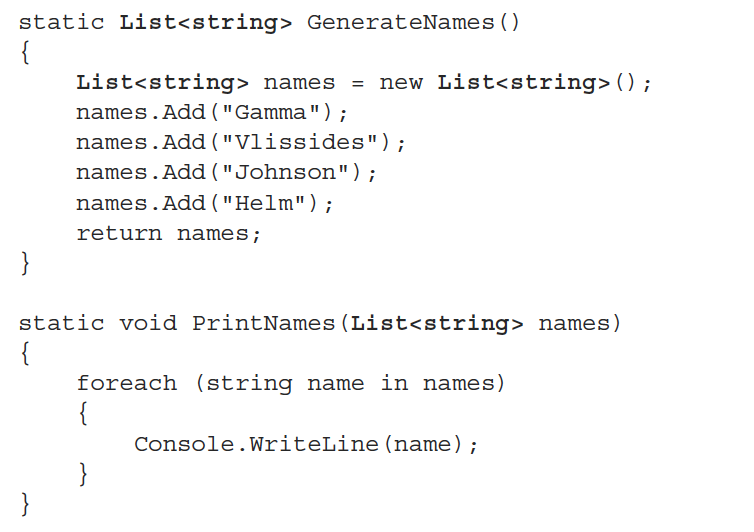 static List<string> GenerateNames()
{
    List<string> names = new List<string>();
    names.Add("Gamma");
    names.Add("Vlissides");
    names.Add("Johnson");
    names.Add("Helm");
    return names;
}

static void PrintNames(List<string> names)
{
    foreach (string name in names)
    {
        Console.WriteLine(name);
    }
}